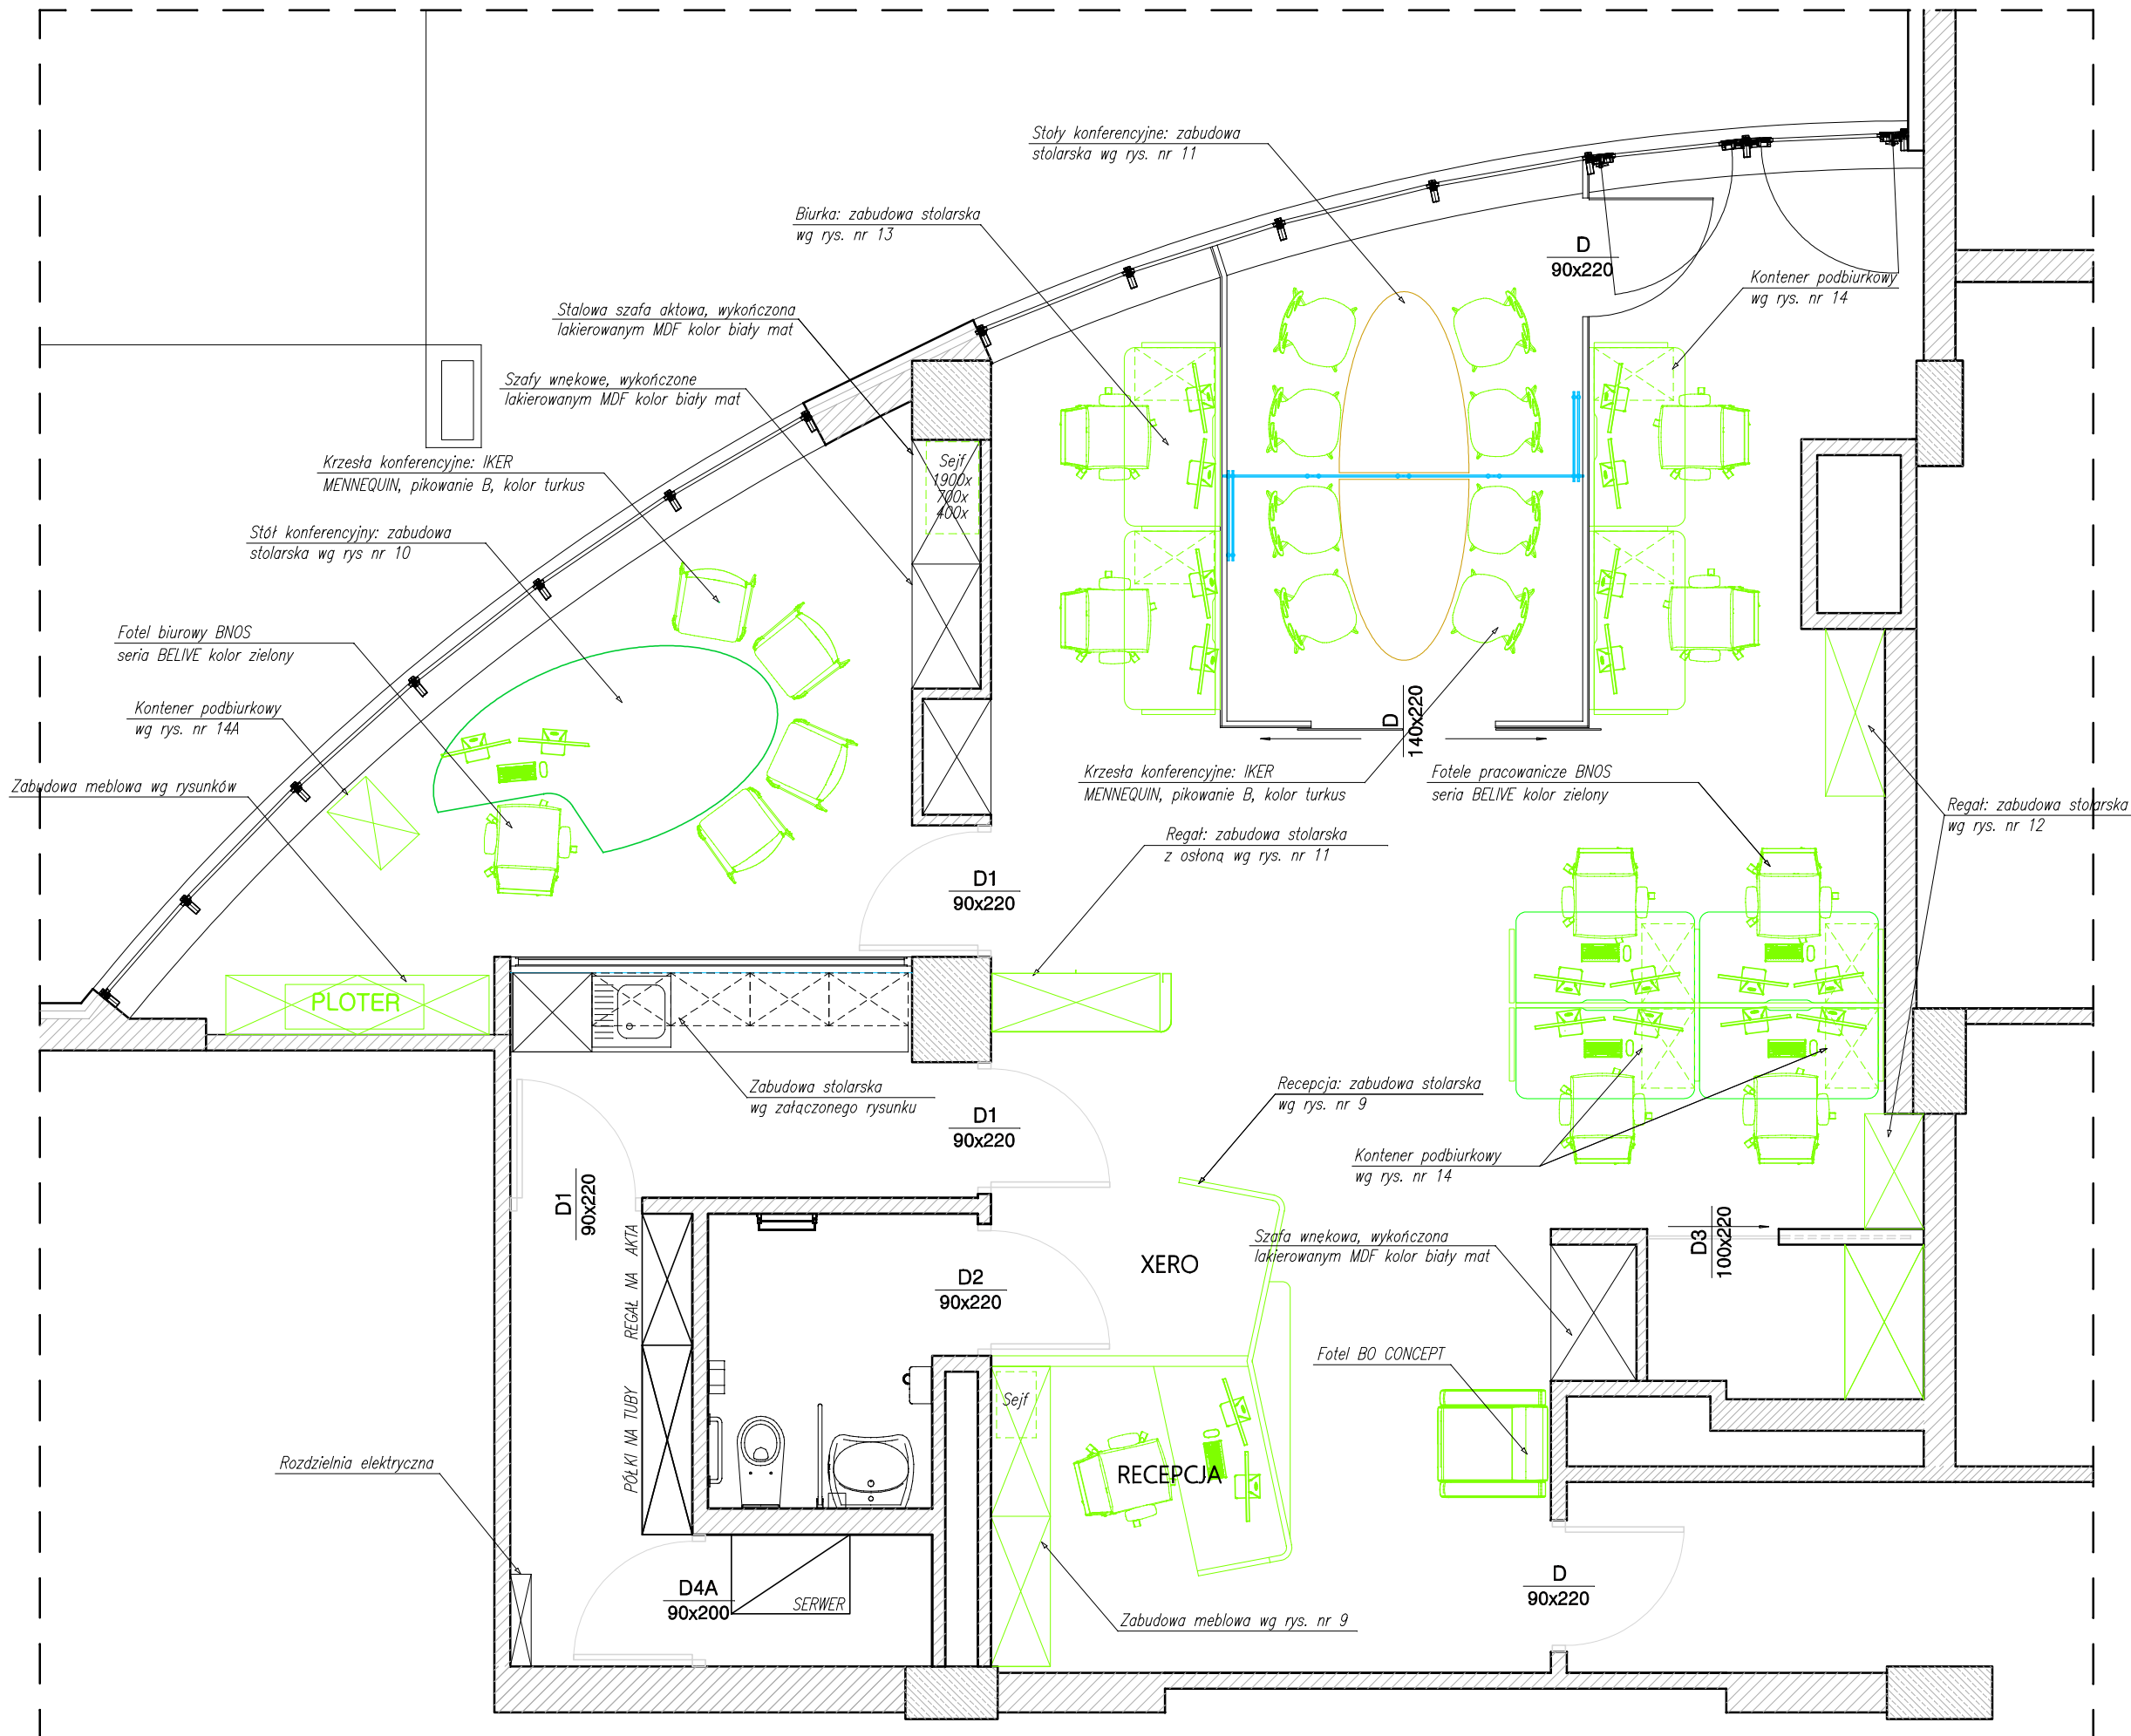 Stoły konferencyjne: zabudowa
stolarska wg rys. nr 11
Biurka: zabudowa stolarska
wg rys. nr 13
D
90x220
Kontener podbiurkowy
wg rys. nr 14
Stalowa szafa aktowa, wykończona
lakierowanym MDF kolor biały mat
Szafy wnękowe, wykończone
lakierowanym MDF kolor biały mat
Krzesła konferencyjne: IKER
MENNEQUIN, pikowanie B, kolor turkus
Sejf
1900x
700x
400x
Stół konferencyjny: zabudowa
stolarska wg rys nr 10
Fotel biurowy BNOS
seria BELIVE kolor zielony
Kontener podbiurkowy
wg rys. nr 14A
Zabudowa meblowa wg rysunków
D
140x220
Krzesła konferencyjne: IKER
MENNEQUIN, pikowanie B, kolor turkus
Fotele pracowanicze BNOS
seria BELIVE kolor zielony
Regał: zabudowa stolarska
wg rys. nr 12
Regał: zabudowa stolarska
z osłoną wg rys. nr 11
D1
90x220
PLOTER
Zabudowa stolarska
wg załączonego rysunku
D1
90x220
Recepcja: zabudowa stolarska
wg rys. nr 9
Kontener podbiurkowy
wg rys. nr 14
D1
90x220
REGAŁ NA AKTA
PÓŁKI NA TUBY
D2
90x220
XERO
Szafa wnękowa, wykończona
lakierowanym MDF kolor biały mat
D3
100x220
Fotel BO CONCEPT
Sejf
RECEPCJA
Rozdzielnia elektryczna
D4A
90x200
SERWER
D
90x220
Zabudowa meblowa wg rys. nr 9